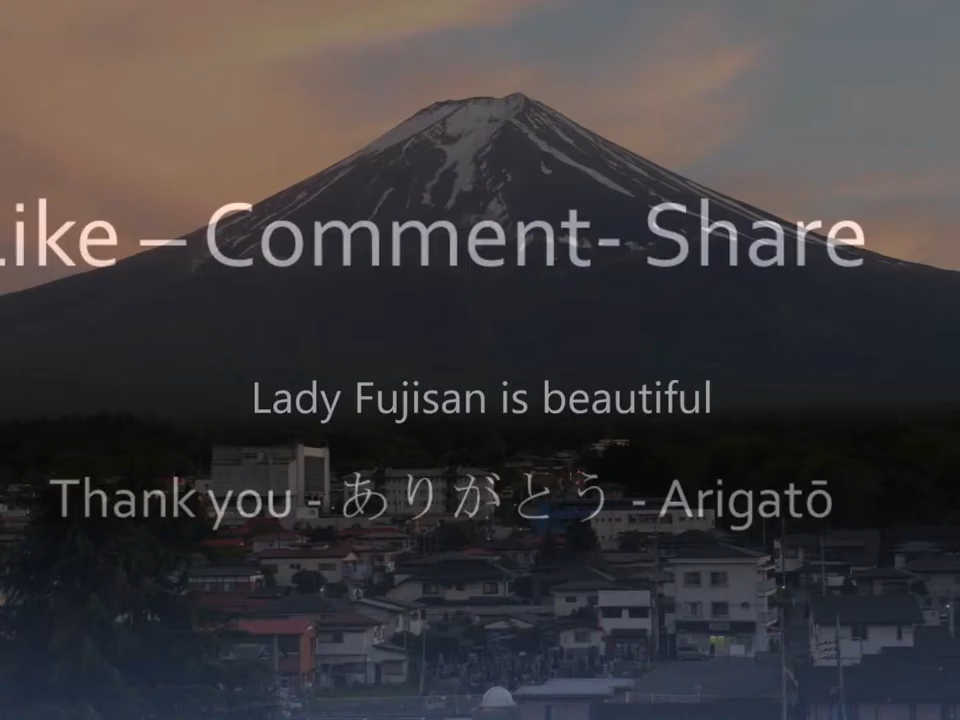 Like – Comment- Share
Lady Fujisan is beautiful
Thank you - ありがとう - Arigatō